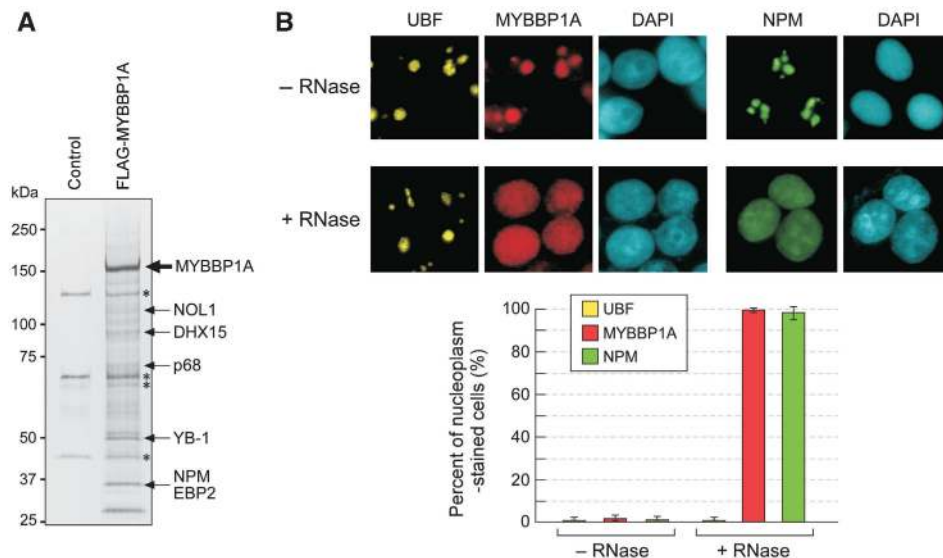 A
Control
FLAG-MYBBP1A
kDa
250
150
100
75
50
37
25
MYBBP1A
*
NOL1
DHX15
p68
*
*
YB-1
*
NPM
EBP2
B
UBF MYBBP1A DAPI NPM DAPI
– RNase
+ RNase
Percent of nucleoplasm
-stained cells (%)
100
80
60
40
20
0
UBF
MYBBP1A
NPM
– RNase + RNase